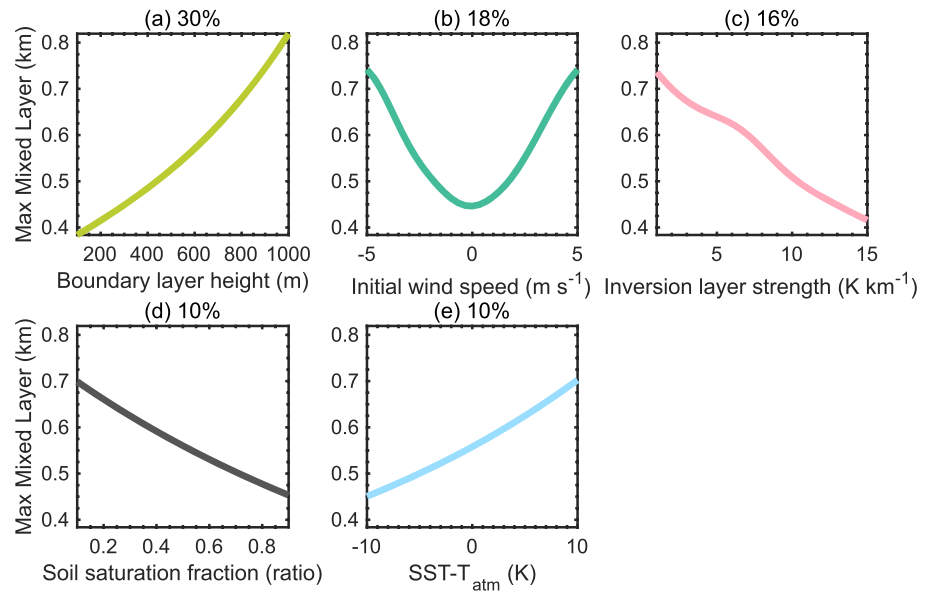 (a) 30%
(b) 18%
(c) 16%
Max Mixed Layer (km)
0.8
0.7
0.6
0.5
0.4
200 400 600 800 1000
Boundary layer height (m)
0.8
0.7
0.6
0.5
0.4
-5 0 5
Initial wind speed (m s⁻¹)
0.8
0.7
0.6
0.5
0.4
5 10 15
Inversion layer strength (K km⁻¹)
(d) 10%
(e) 10%
Max Mixed Layer (km)
0.8
0.7
0.6
0.5
0.4
0.2 0.4 0.6 0.8
Soil saturation fraction (ratio)
0.8
0.7
0.6
0.5
0.4
-10 0 10
SST-T_atm (K)